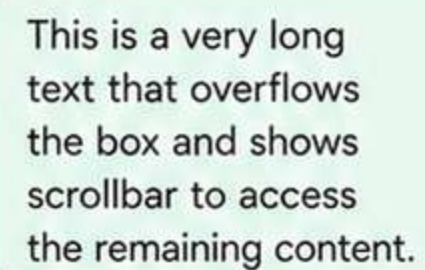 This is a very long
text that overflows
the box and shows
scrollbar to access
the remaining content.